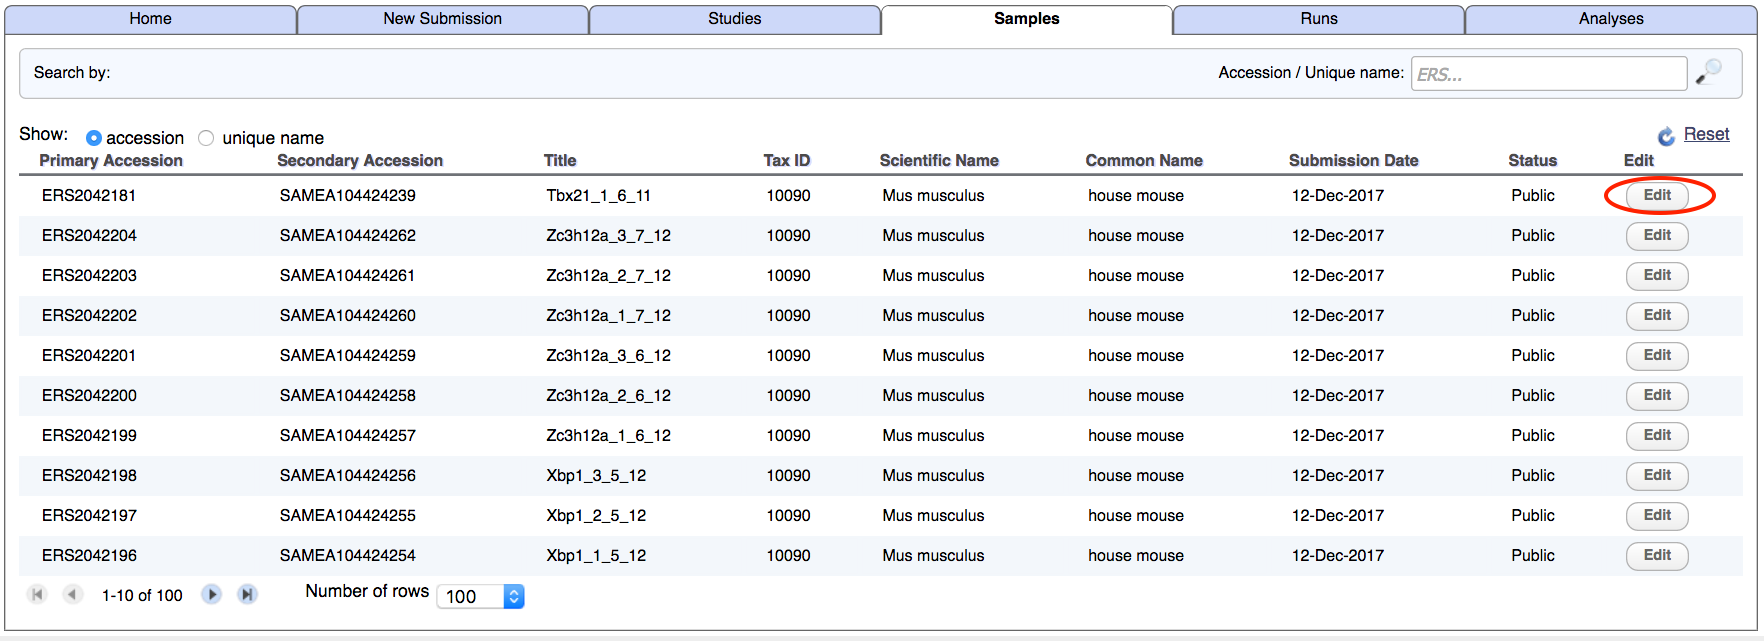 Home New Submission Studies Samples Runs Analyses
Search by: Accession / Unique name: ERS...
Show: accession unique name Reset
Primary Accession Secondary Accession Title Tax ID Scientific Name Common Name Submission Date Status Edit
ERS2042181 SAMEA104424239 Tbx21_1_6_11 10090 Mus musculus house mouse 12-Dec-2017 Public Edit
ERS2042204 SAMEA104424262 Zc3h12a_3_7_12 10090 Mus musculus house mouse 12-Dec-2017 Public Edit
ERS2042203 SAMEA104424261 Zc3h12a_2_7_12 10090 Mus musculus house mouse 12-Dec-2017 Public Edit
ERS2042202 SAMEA104424260 Zc3h12a_1_7_12 10090 Mus musculus house mouse 12-Dec-2017 Public Edit
ERS2042201 SAMEA104424259 Zc3h12a_3_6_12 10090 Mus musculus house mouse 12-Dec-2017 Public Edit
ERS2042200 SAMEA104424258 Zc3h12a_2_6_12 10090 Mus musculus house mouse 12-Dec-2017 Public Edit
ERS2042199 SAMEA104424257 Zc3h12a_1_6_12 10090 Mus musculus house mouse 12-Dec-2017 Public Edit
ERS2042198 SAMEA104424256 Xbp1_3_5_12 10090 Mus musculus house mouse 12-Dec-2017 Public Edit
ERS2042197 SAMEA104424255 Xbp1_2_5_12 10090 Mus musculus house mouse 12-Dec-2017 Public Edit
ERS2042196 SAMEA104424254 Xbp1_1_5_12 10090 Mus musculus house mouse 12-Dec-2017 Public Edit
1-10 of 100 Number of rows 100